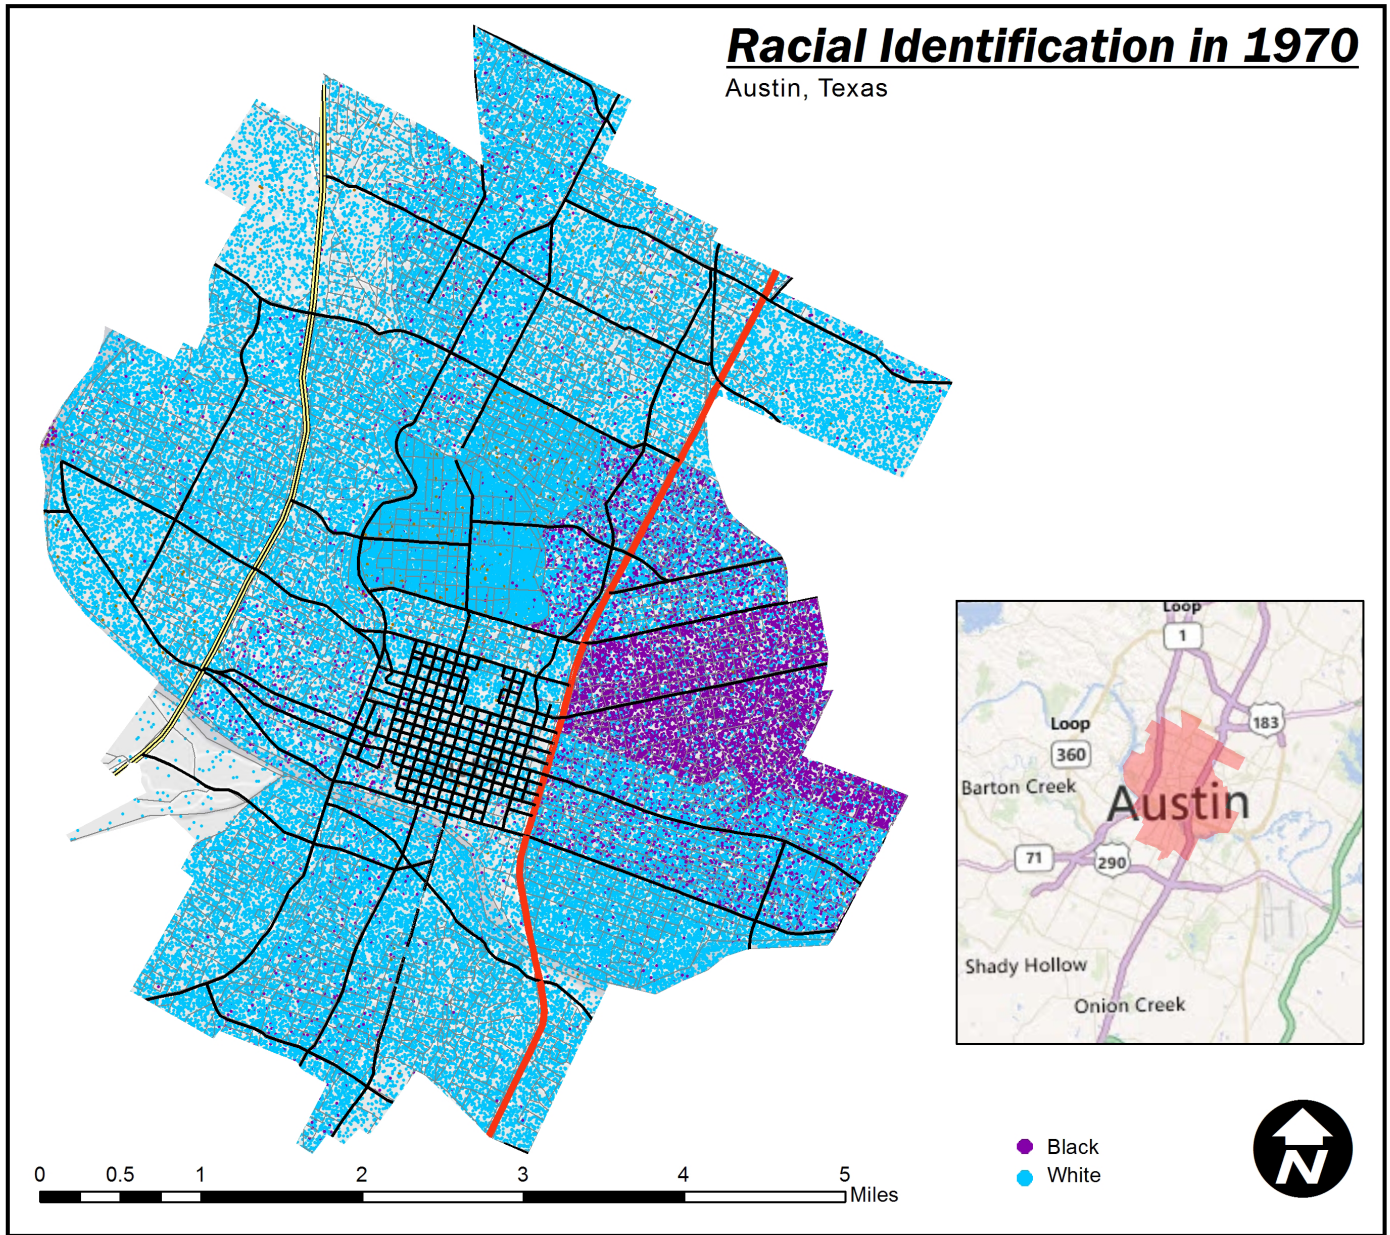 Racial Identification in 1970
Austin, Texas
Loop
1
183
Loop
360
Barton Creek
Austin
71
290
Shady Hollow
Onion Creek
Black
White
N
0 0.5 1 2 3 4 5
Miles